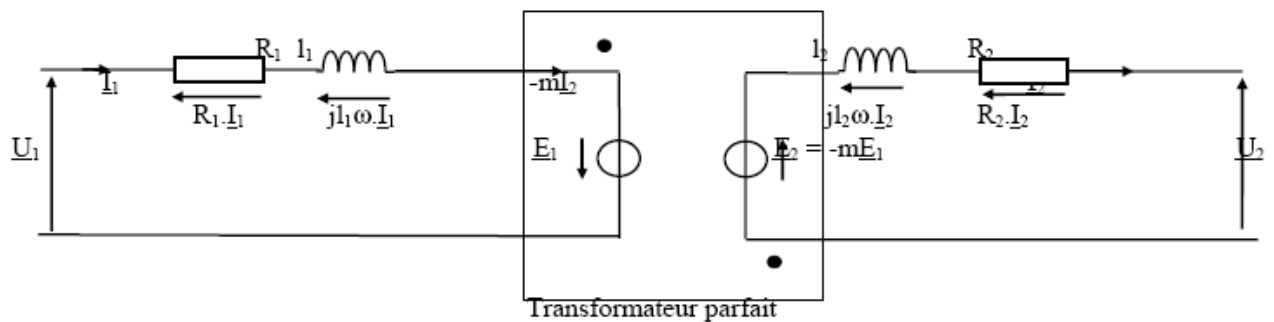 R₁ l₁
l₂ R₂
I₁ -mI₂
R₁.I₁ jl₁ω.I₁ jl₂ω.I₂ R₂.I₂
U₁ E₁ E₂ = -mE₁ U₂
Transformateur parfait